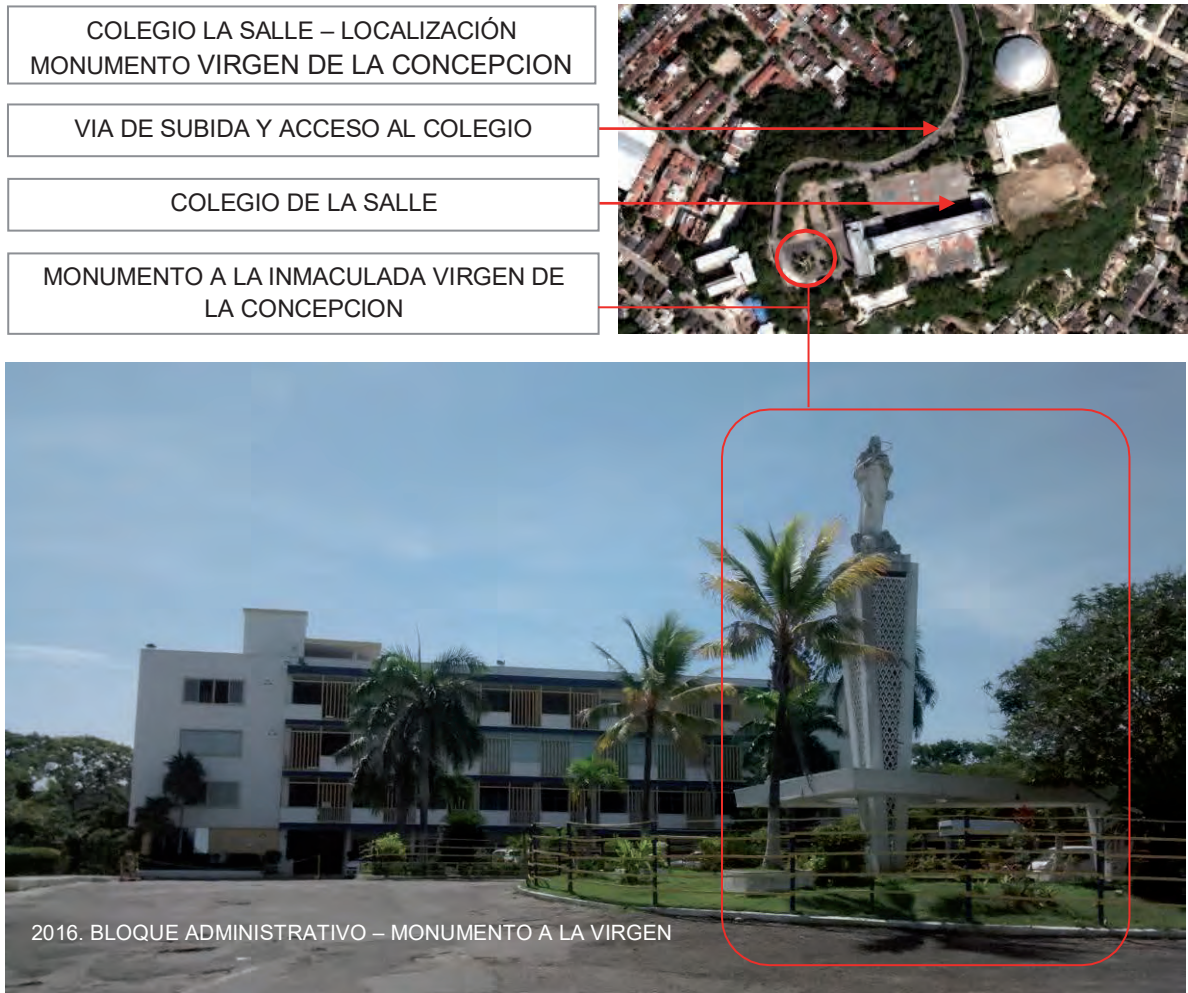 COLEGIO LA SALLE – LOCALIZACIÓN
MONUMENTO VIRGEN DE LA CONCEPCION
VIA DE SUBIDA Y ACCESO AL COLEGIO
COLEGIO DE LA SALLE
MONUMENTO A LA INMACULADA VIRGEN DE
LA CONCEPCION
2016. BLOQUE ADMINISTRATIVO – MONUMENTO A LA VIRGEN